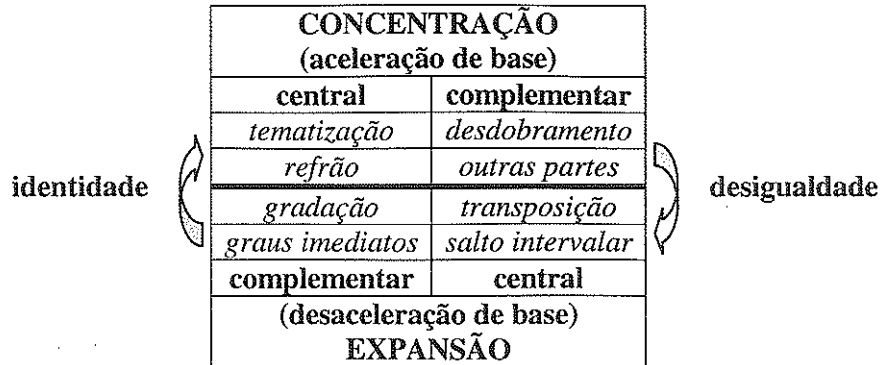 CONCENTRAÇÃO
(aceleração de base)
central complementar
tematização desdobramento
refrão outras partes
identidade desigualdade
gradação transposição
graus imediatos salto intervalar
complementar central
(desaceleração de base)
EXPANSÃO